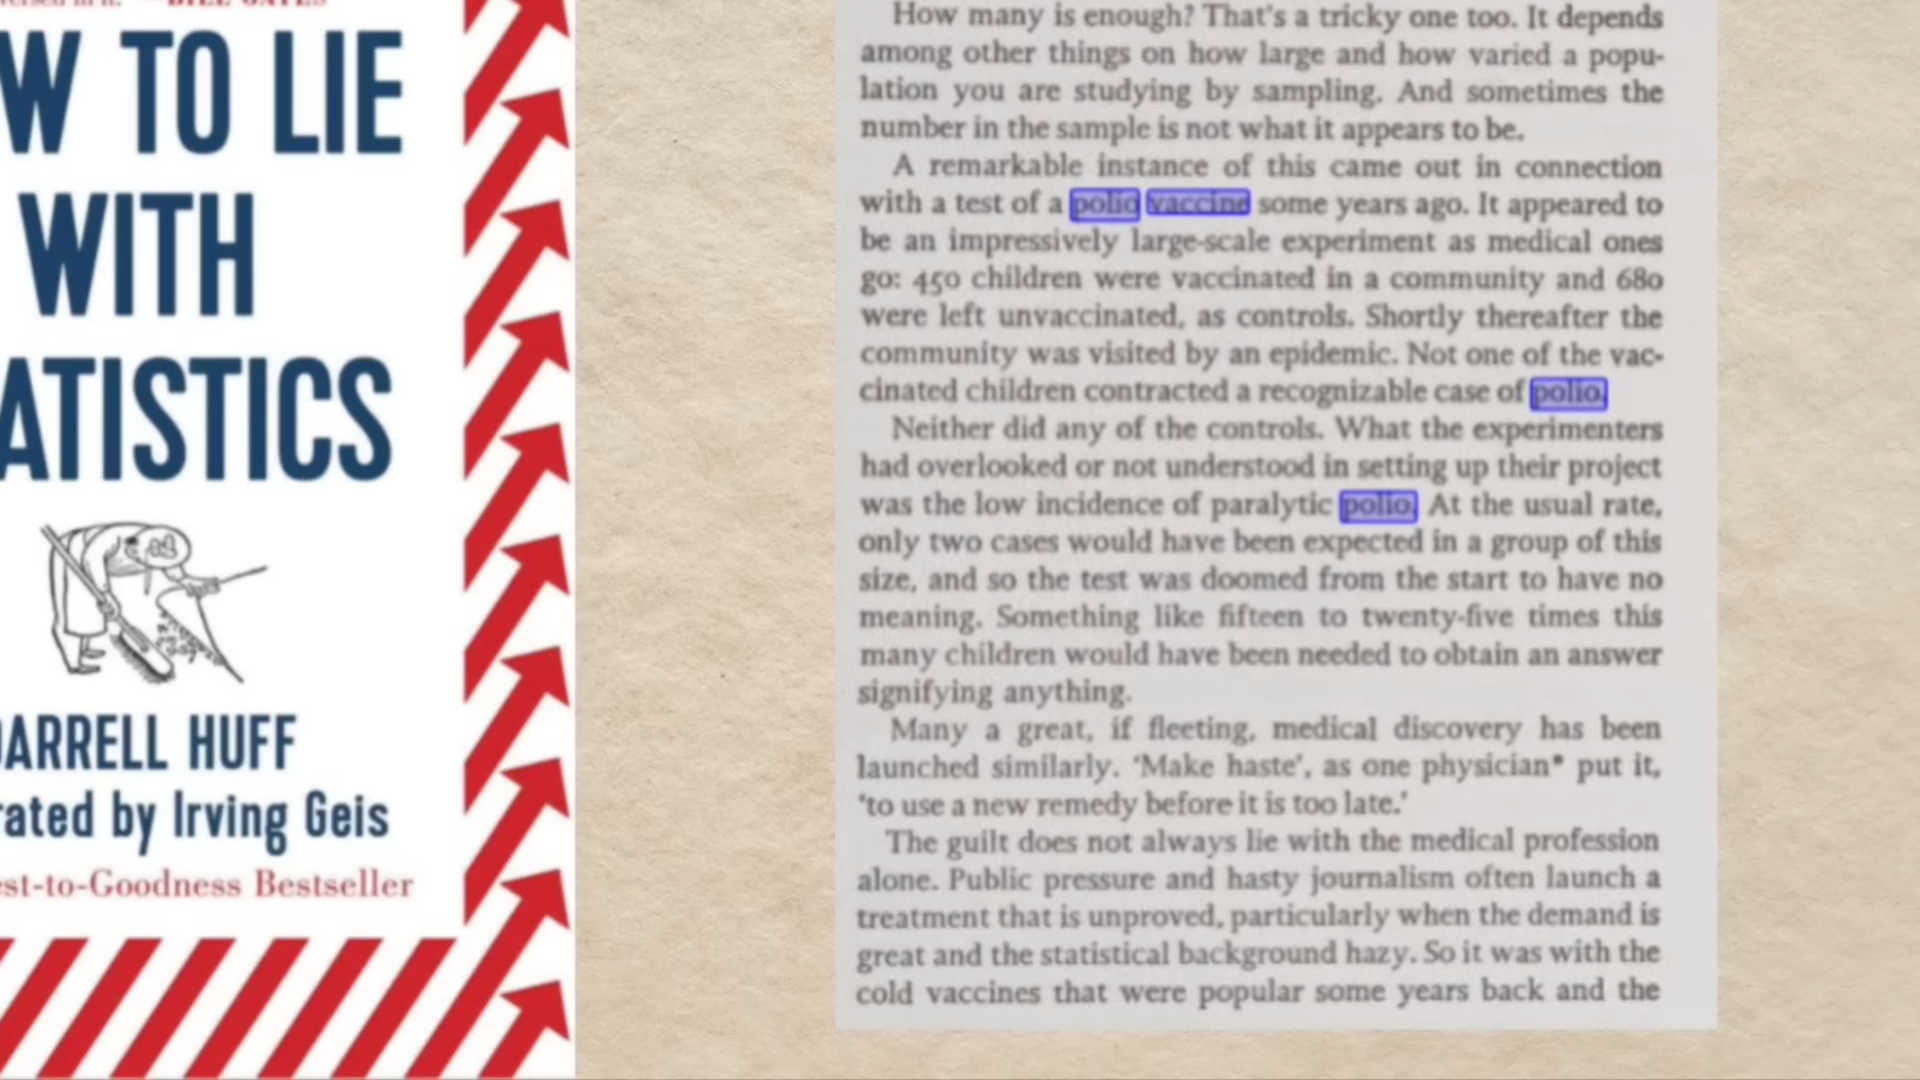 BILL GATES
W TO LIE
WITH
ATISTICS
DARRELL HUFF
rated by Irving Geis
est-to-Goodness Bestseller
How many is enough? That's a tricky one too. It depends
among other things on how large and how varied a popu-
lation you are studying by sampling. And sometimes the
number in the sample is not what it appears to be.
A remarkable instance of this came out in connection
with a test of a polio vaccine some years ago. It appeared to
be an impressively large-scale experiment as medical ones
go: 450 children were vaccinated in a community and 680
were left unvaccinated, as controls. Shortly thereafter the
community was visited by an epidemic. Not one of the vac-
cinated children contracted a recognizable case of polio.
Neither did any of the controls. What the experimenters
had overlooked or not understood in setting up their project
was the low incidence of paralytic polio. At the usual rate,
only two cases would have been expected in a group of this
size, and so the test was doomed from the start to have no
meaning. Something like fifteen to twenty-five times this
many children would have been needed to obtain an answer
signifying anything.
Many a great, if fleeting, medical discovery has been
launched similarly. 'Make haste', as one physician* put it,
'to use a new remedy before it is too late.'
The guilt does not always lie with the medical profession
alone. Public pressure and hasty journalism often launch a
treatment that is unproved, particularly when the demand is
great and the statistical background hazy. So it was with the
cold vaccines that were popular some years back and the